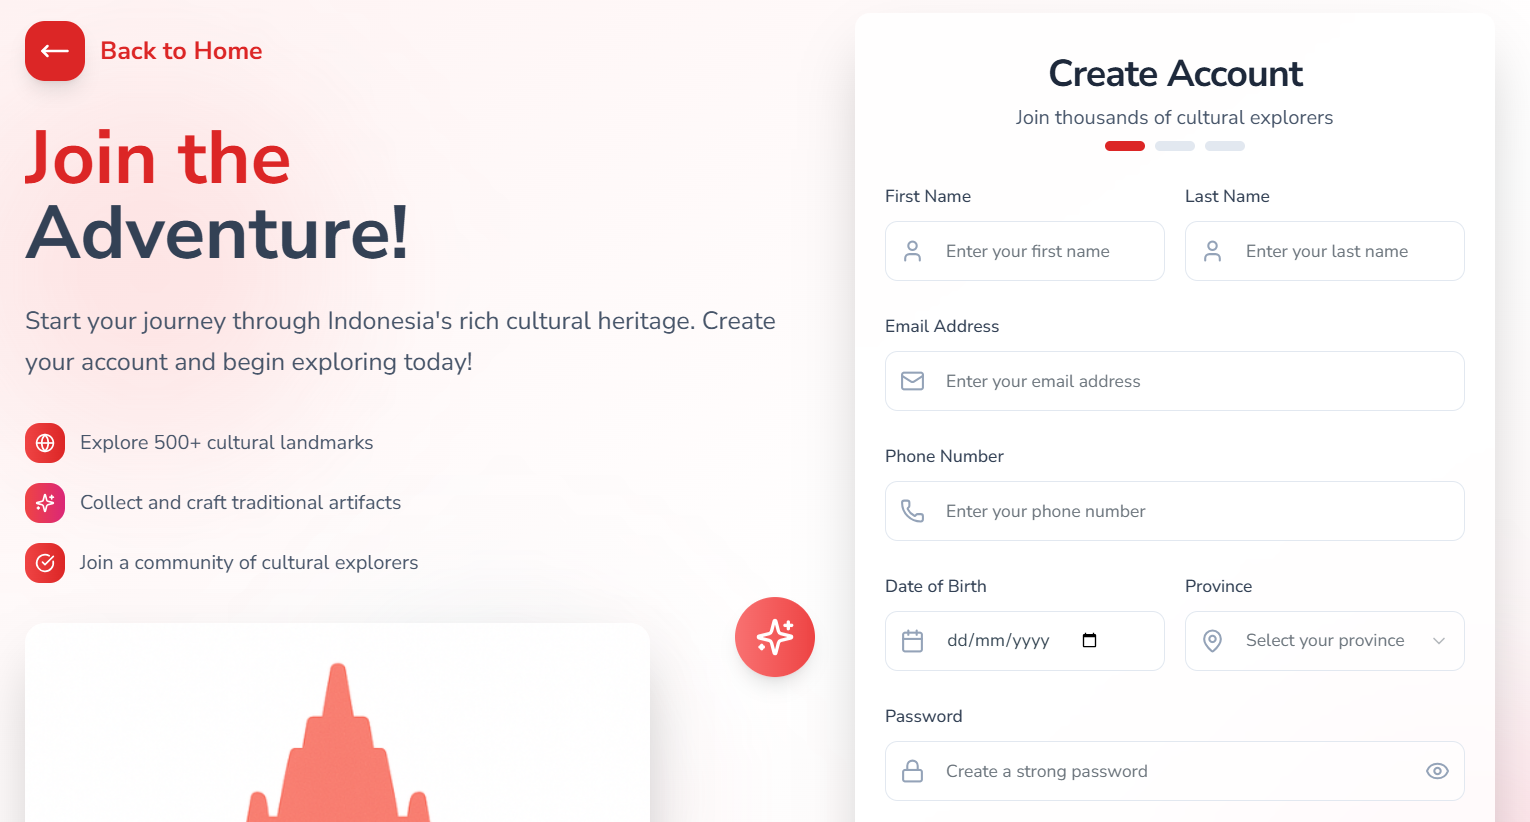 Back to Home
Join the
Adventure!
Start your journey through Indonesia's rich cultural heritage. Create
your account and begin exploring today!
Explore 500+ cultural landmarks
Collect and craft traditional artifacts
Join a community of cultural explorers
Create Account
Join thousands of cultural explorers
First Name
Last Name
Enter your first name
Enter your last name
Email Address
Enter your email address
Phone Number
Enter your phone number
Date of Birth
Province
dd/mm/yyyy
Select your province
Password
Create a strong password